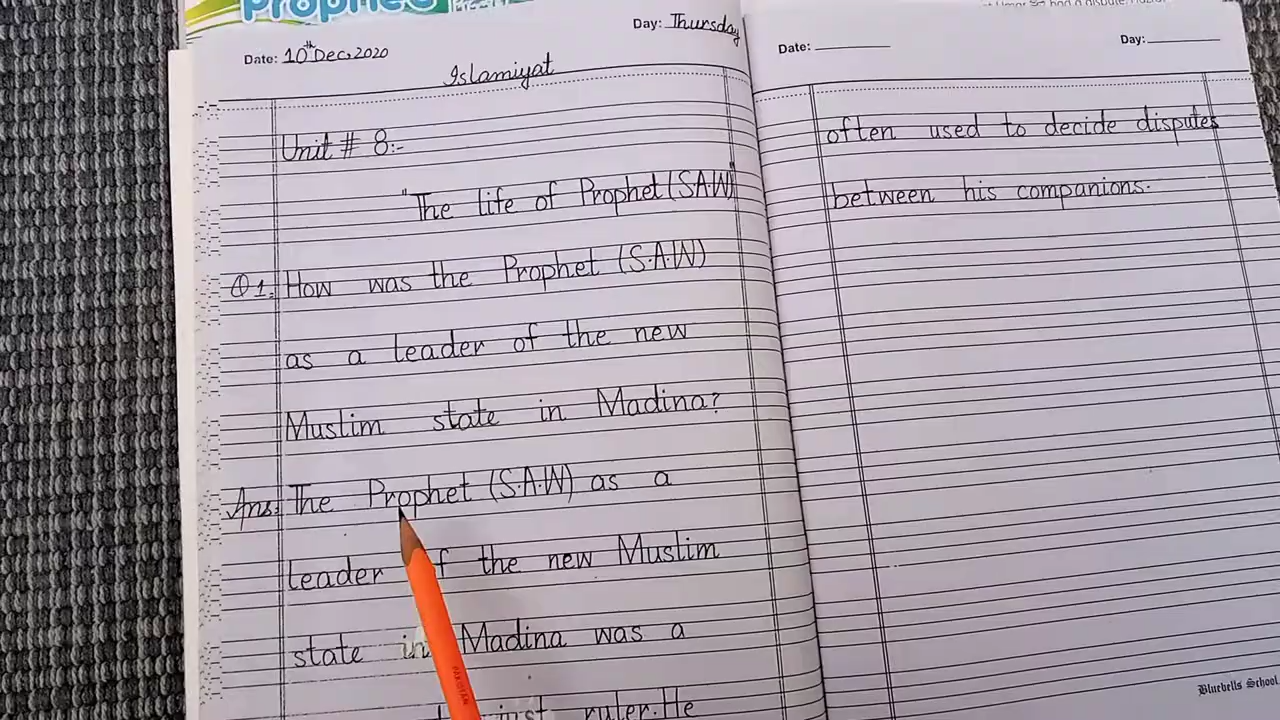 Prophet
Day: Thursday
Date: 10th Dec, 2020
Islamiyat
Unit # 8:-
"The life of Prophet (S.A.W)"
Q1: How was the Prophet (S.A.W)
as a leader of the new
Muslim state in Madina?
Ans: The Prophet (S.A.W) as a
leader of the new Muslim
state in Madina was a
just ruler. He
Date:
Day:
often used to decide disputes
between his companions.
Bluebells School
PAKISTAN